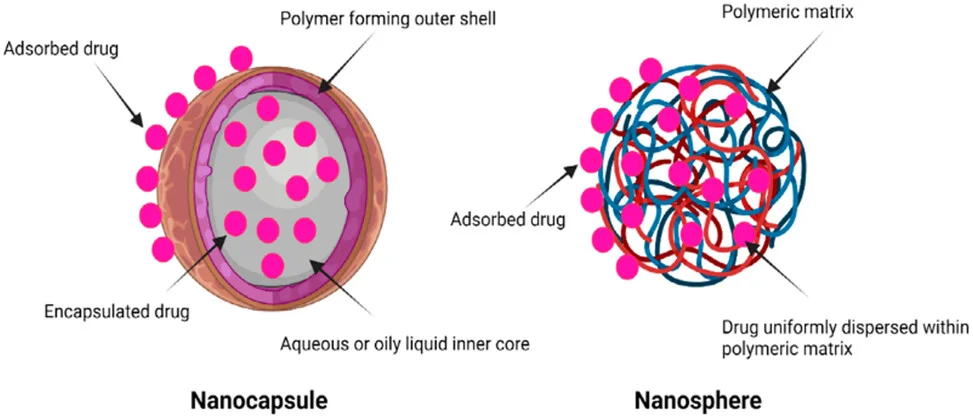 Polymer forming outer shell
Adsorbed drug
Encapsulated drug
Aqueous or oily liquid inner core
Nanocapsule
Polymeric matrix
Adsorbed drug
Drug uniformly dispersed within
polymeric matrix
Nanosphere